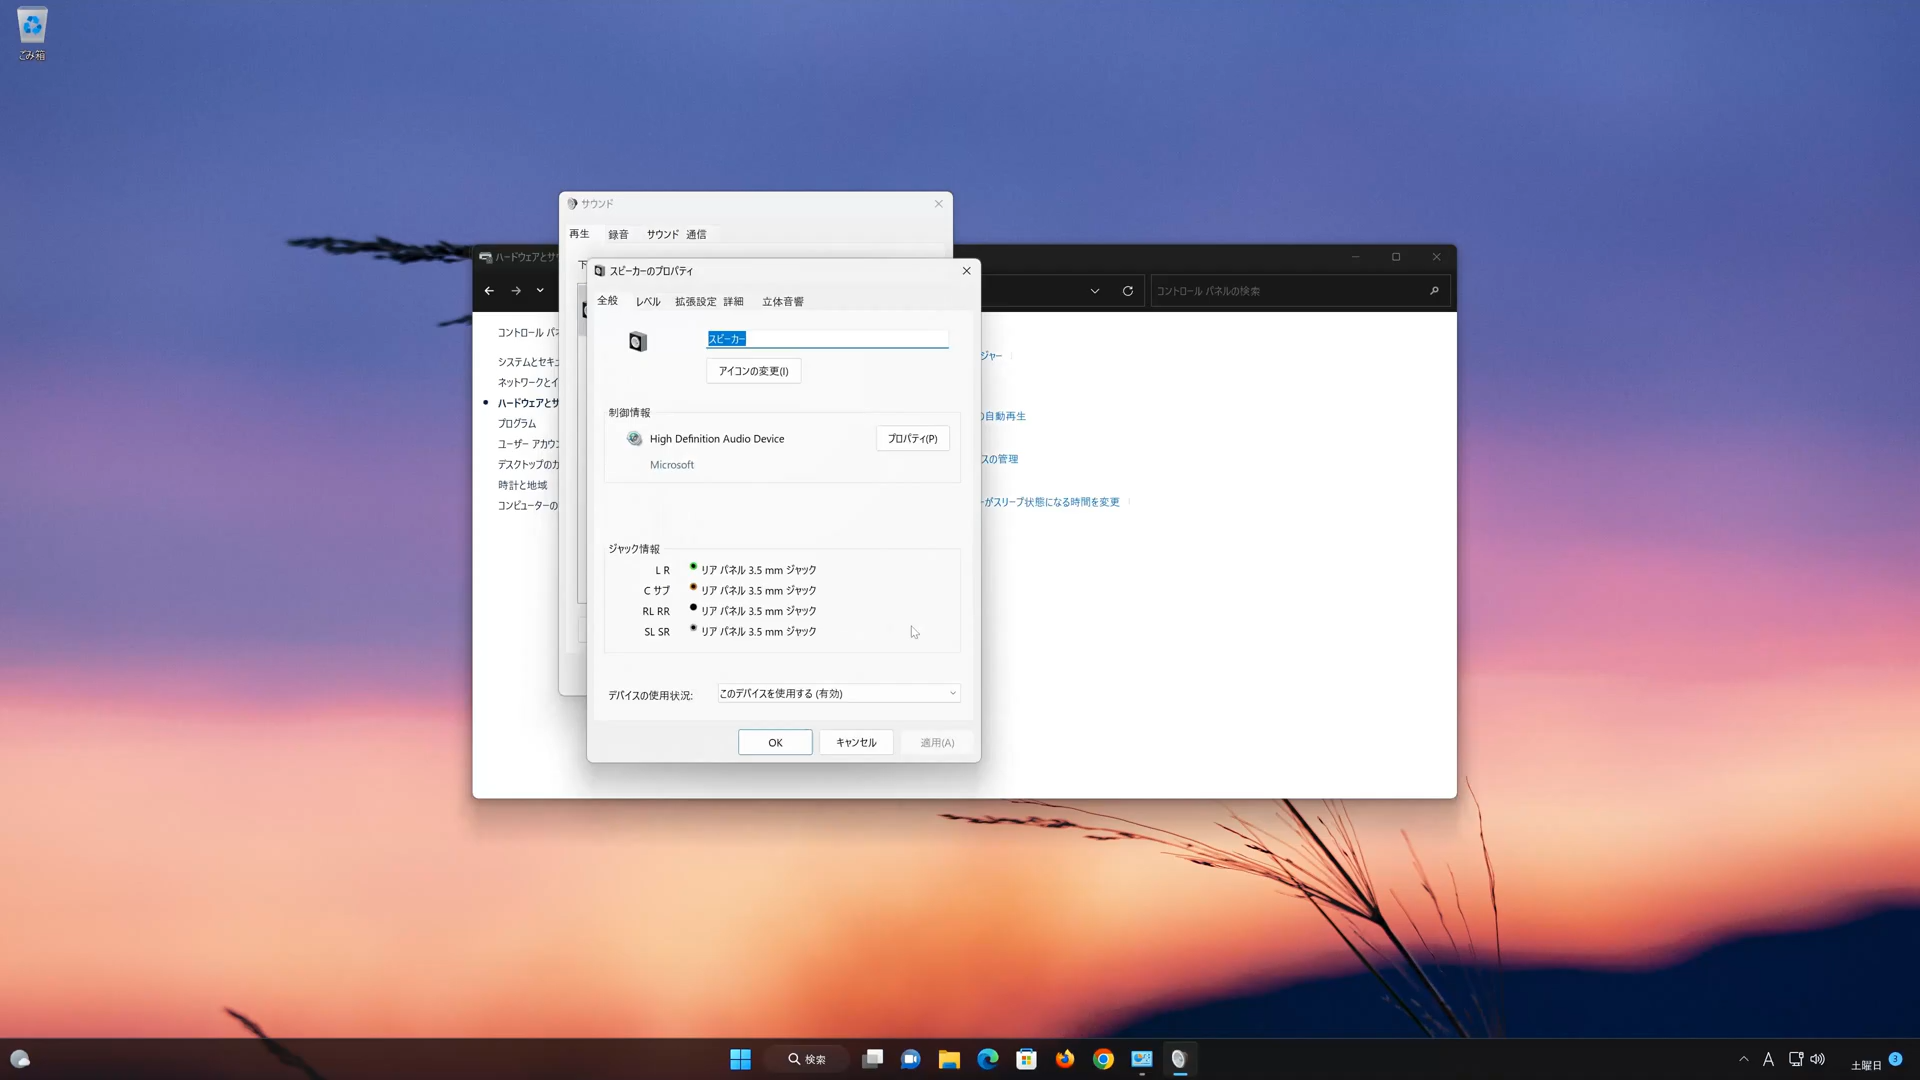 ごみ箱
サウンド
再生 録音 サウンド 通信
ハードウェアとサ
スピーカーのプロパティ
全般 レベル 拡張設定 詳細 立体音響
コントロール パネルの検索
スピーカー
アイコンの変更(I)
コントロール パネ
システムとセキュ
ネットワークとイ
ハードウェアとサ
プログラム
ユーザー アカウン
デスクトップのカ
時計と地域
コンピューターの
ジャー
の自動再生
スの管理
ーがスリープ状態になる時間を変更
制御情報
High Definition Audio Device
プロパティ(P)
Microsoft
ジャック情報
L R リア パネル 3.5 mm ジャック
C サブ リア パネル 3.5 mm ジャック
RL RR リア パネル 3.5 mm ジャック
SL SR リア パネル 3.5 mm ジャック
デバイスの使用状況: このデバイスを使用する (有効)
OK キャンセル 適用(A)
検索
A
土曜日
3